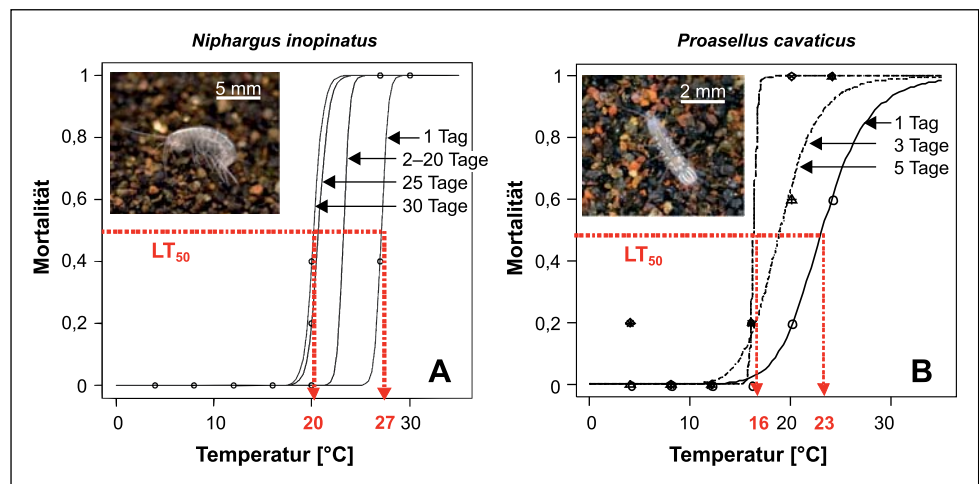 Niphargus inopinatus
5 mm
1 Tag
2–20 Tage
25 Tage
30 Tage
LT50
A
Mortalität
1
0,8
0,6
0,4
0,2
0
0
10
20
27
30
Temperatur [°C]
Proasellus cavaticus
2 mm
1 Tag
3 Tage
5 Tage
LT50
B
Mortalität
1
0,8
0,6
0,4
0,2
0
0
10
16
20
23
30
Temperatur [°C]